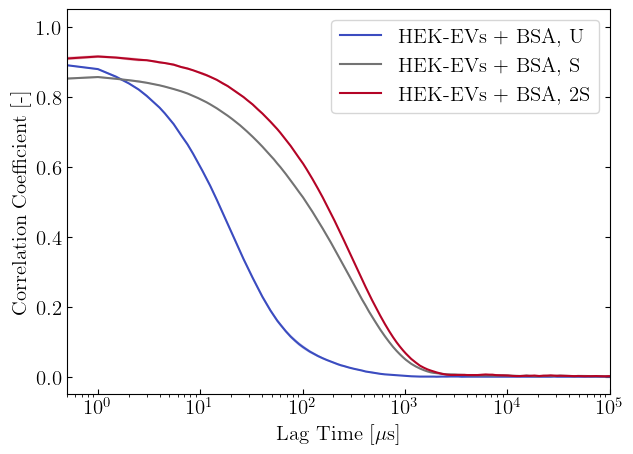 HEK-EVs + BSA, U
HEK-EVs + BSA, S
HEK-EVs + BSA, 2S
Correlation Coefficient [-]
1.0
0.8
0.6
0.4
0.2
0.0
10⁰ 10¹ 10² 10³ 10⁴ 10⁵
Lag Time [μs]